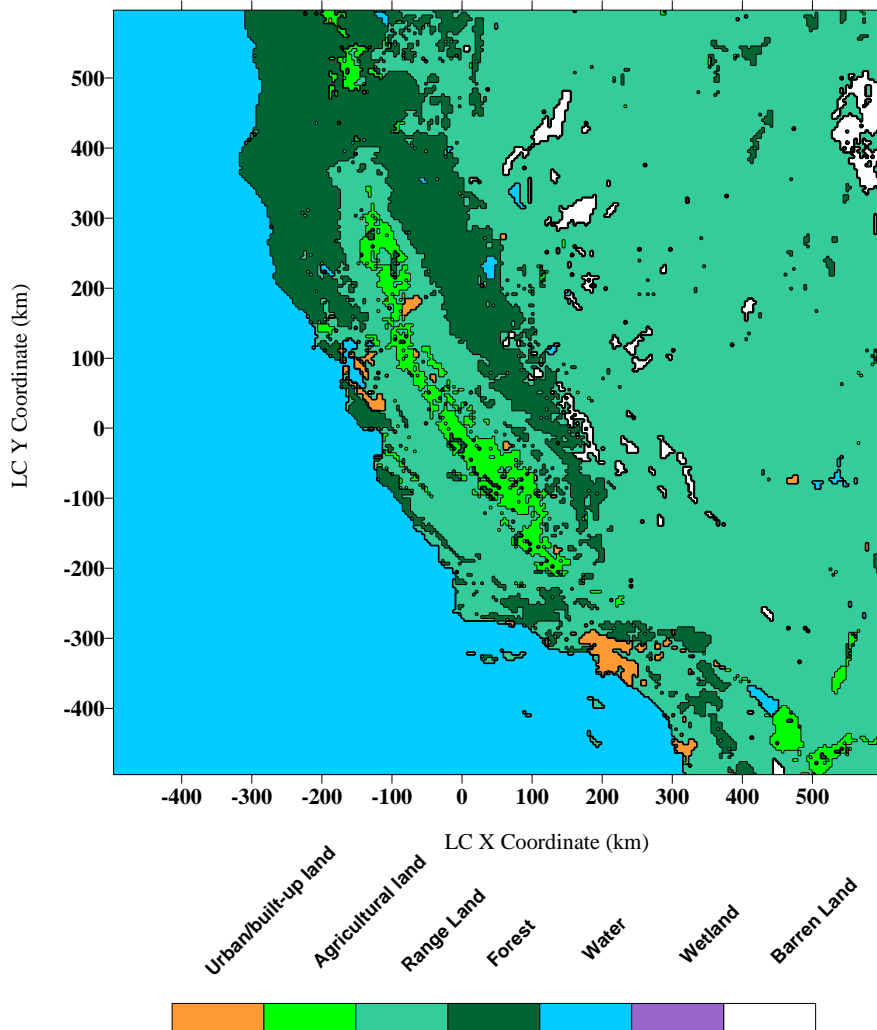 500
400
300
200
100
0
-100
-200
-300
-400
LC Y Coordinate (km)
-400 -300 -200 -100 0 100 200 300 400 500
LC X Coordinate (km)
Urban/built-up land
Agricultural land
Range Land
Forest
Water
Wetland
Barren Land